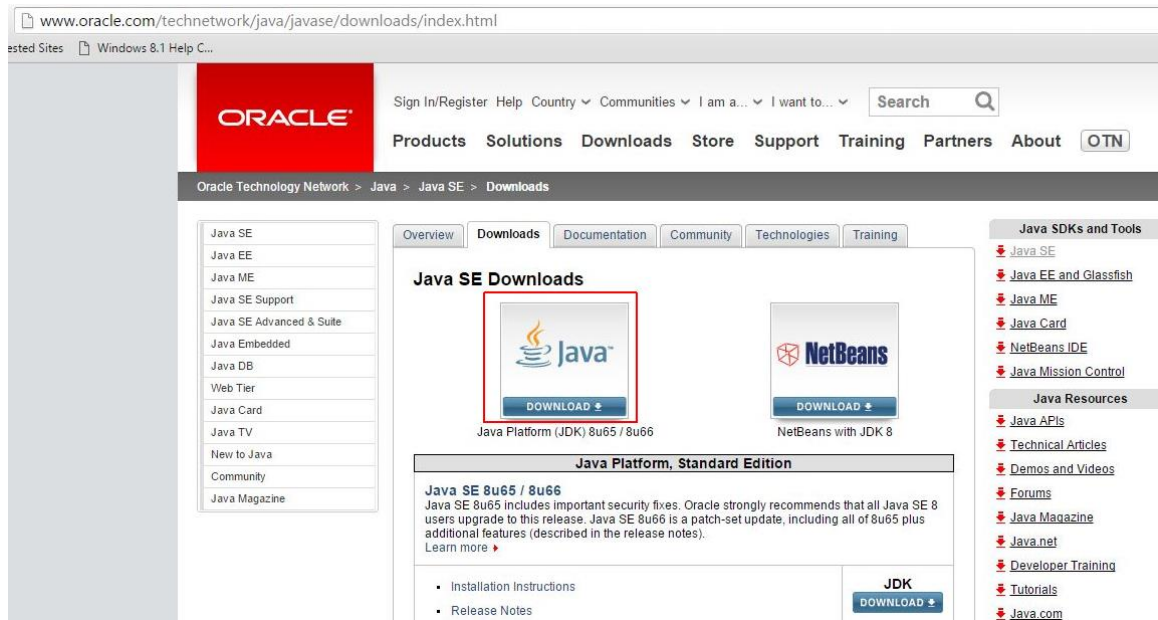 www.oracle.com/technetwork/java/javase/downloads/index.html
ested Sites Windows 8.1 Help C...
ORACLE
Sign In/Register Help Country Communities I am a... I want to... Search
Products Solutions Downloads Store Support Training Partners About OTN
Oracle Technology Network > Java > Java SE > Downloads
Java SE
Java EE
Java ME
Java SE Support
Java SE Advanced & Suite
Java Embedded
Java DB
Web Tier
Java Card
Java TV
New to Java
Community
Java Magazine
Overview Downloads Documentation Community Technologies Training
Java SE Downloads
Java™
DOWNLOAD
Java Platform (JDK) 8u65 / 8u66
NetBeans
DOWNLOAD
NetBeans with JDK 8
Java Platform, Standard Edition
Java SE 8u65 / 8u66
Java SE 8u65 includes important security fixes. Oracle strongly recommends that all Java SE 8
users upgrade to this release. Java SE 8u66 is a patch-set update, including all of 8u65 plus
additional features (described in the release notes).
Learn more
Installation Instructions
Release Notes
JDK
DOWNLOAD
Java SDKs and Tools
Java SE
Java EE and Glassfish
Java ME
Java Card
NetBeans IDE
Java Mission Control
Java Resources
Java APIs
Technical Articles
Demos and Videos
Forums
Java Magazine
Java.net
Developer Training
Tutorials
Java.com